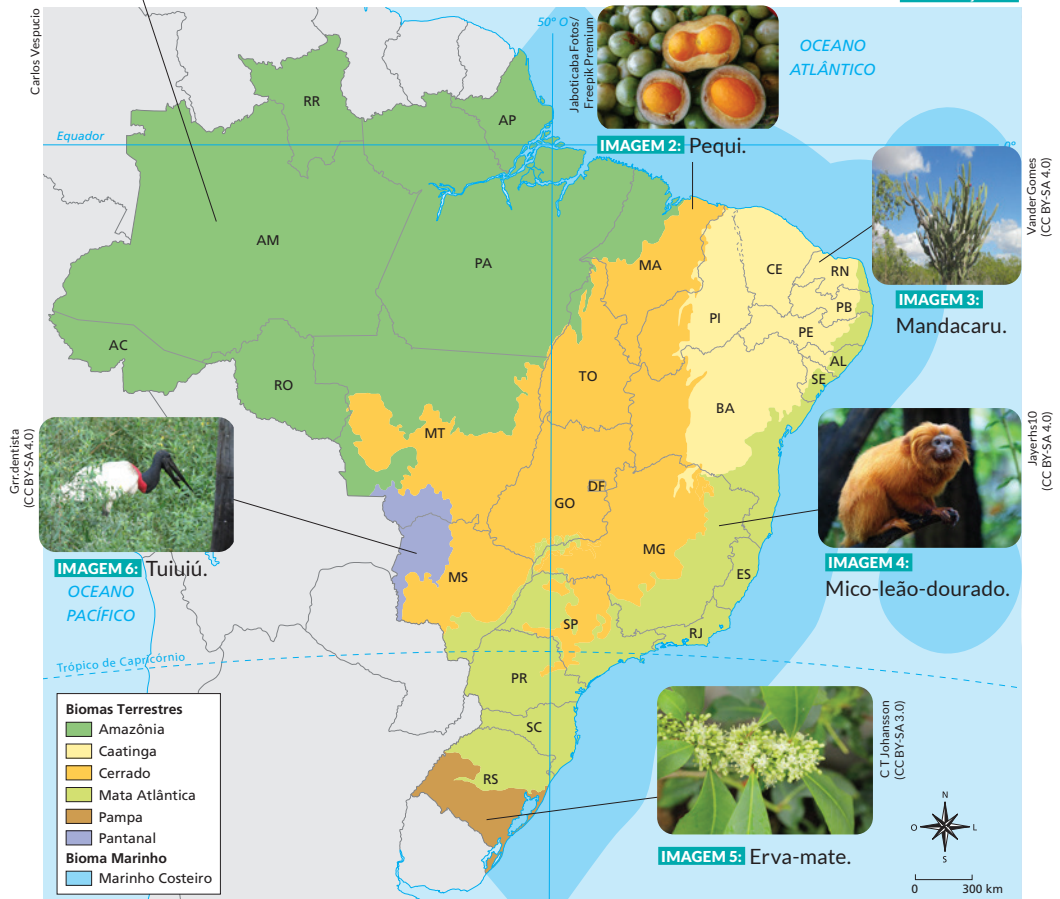 Carlos Vespucio
50º O
Jaboticaba Fotos/
Freepik Premium
OCEANO
ATLÂNTICO
RR
AP
Equador
0º
IMAGEM 2: Pequi.
VanderGomes
(CC BY-SA 4.0)
AM
PA
MA
CE
RN
IMAGEM 3:
Mandacaru.
PB
PI
PE
AC
AL
TO
SE
RO
BA
MT
Grr.dentista
(CC BY-SA 4.0)
Jayerhs10
(CC BY-SA 4.0)
DF
GO
MG
IMAGEM 6: Tuiuiú.
MS
ES
IMAGEM 4:
Mico-leão-dourado.
OCEANO
PACÍFICO
SP
RJ
Trópico de Capricórnio
PR
Biomas Terrestres
Amazônia
Caatinga
Cerrado
Mata Atlântica
Pampa
Pantanal
Bioma Marinho
Marinho Costeiro
SC
RS
C T Johansson
(CC BY-SA 3.0)
IMAGEM 5: Erva-mate.
N
O
L
S
0 300 km